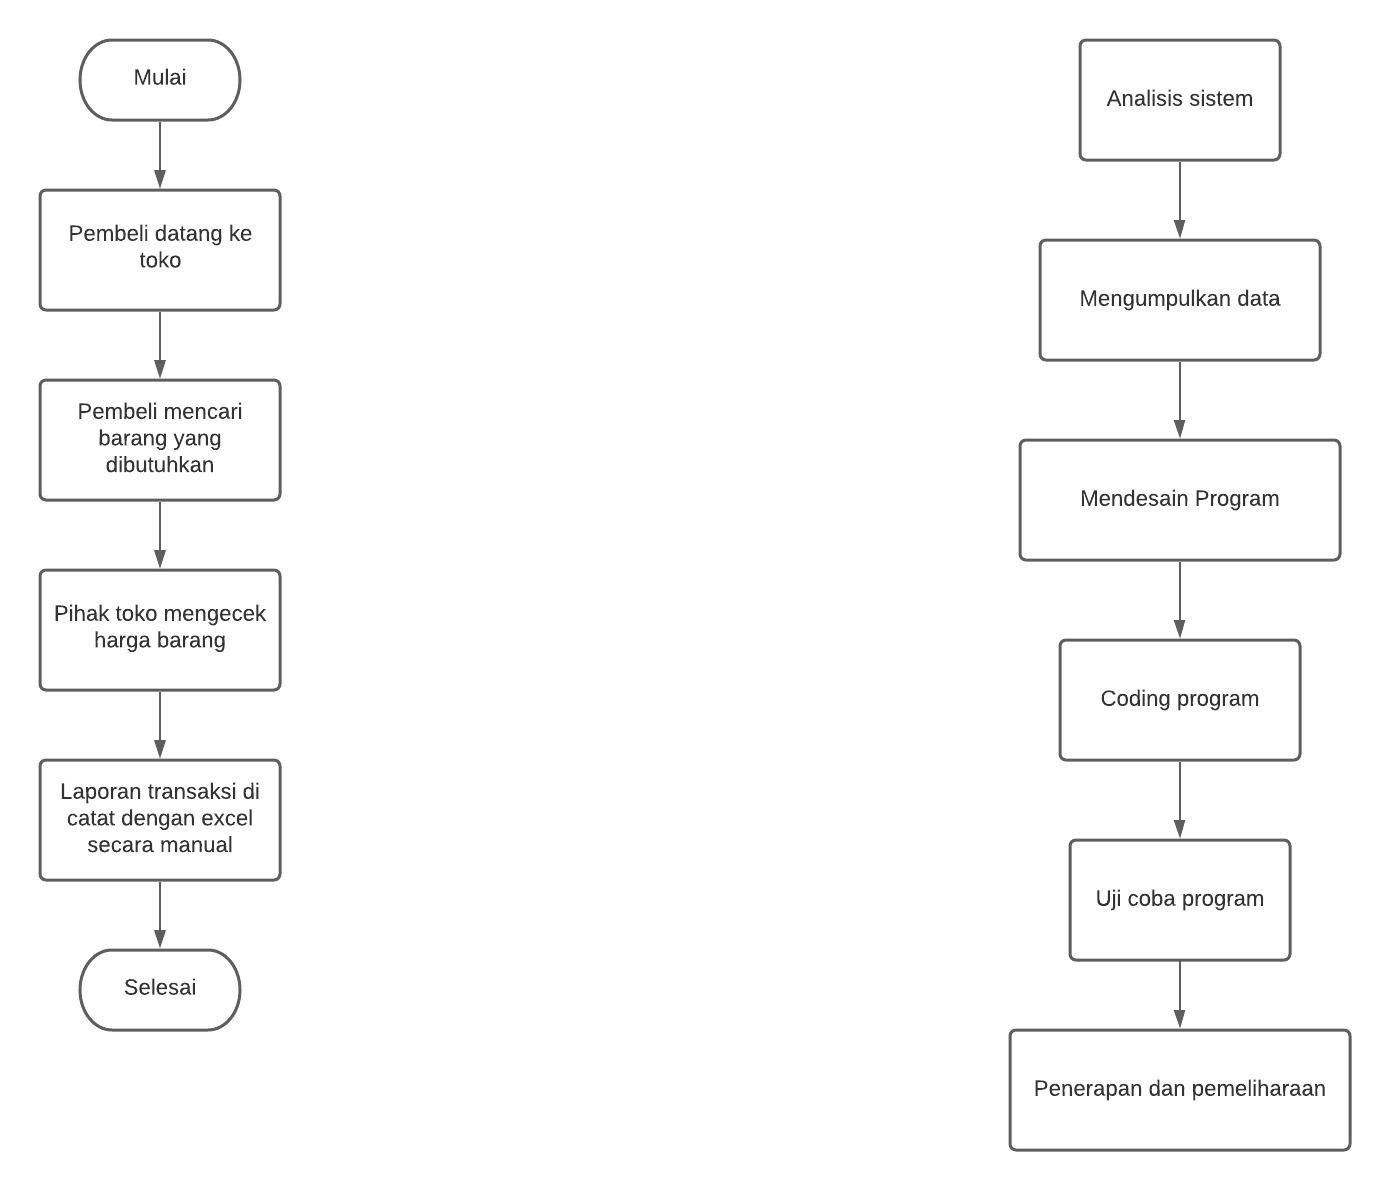 Mulai
Pembeli datang ke
toko
Pembeli mencari
barang yang
dibutuhkan
Pihak toko mengecek
harga barang
Laporan transaksi di
catat dengan excel
secara manual
Selesai
Analisis sistem
Mengumpulkan data
Mendesain Program
Coding program
Uji coba program
Penerapan dan pemeliharaan